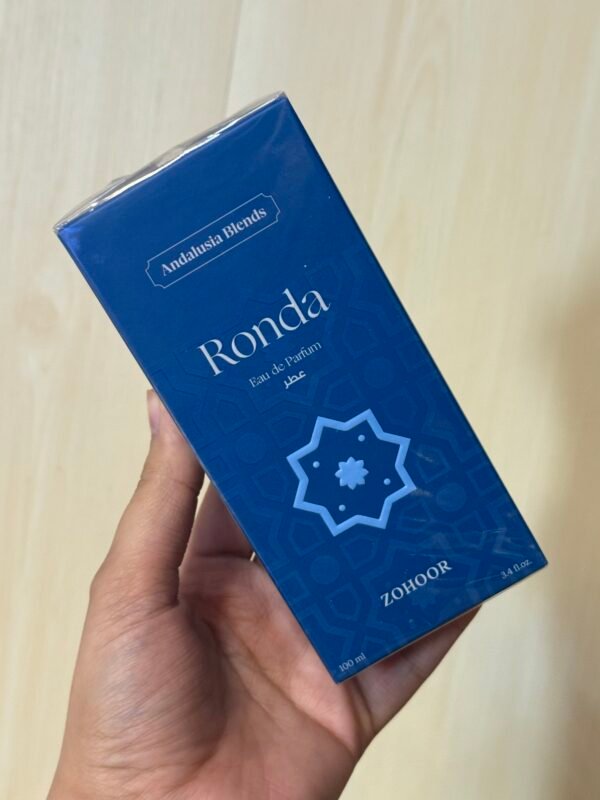 Andalusia Blends
Ronda
Eau de Parfum
عطر
ZOHOOR
100 ml
3.4 fl.oz.